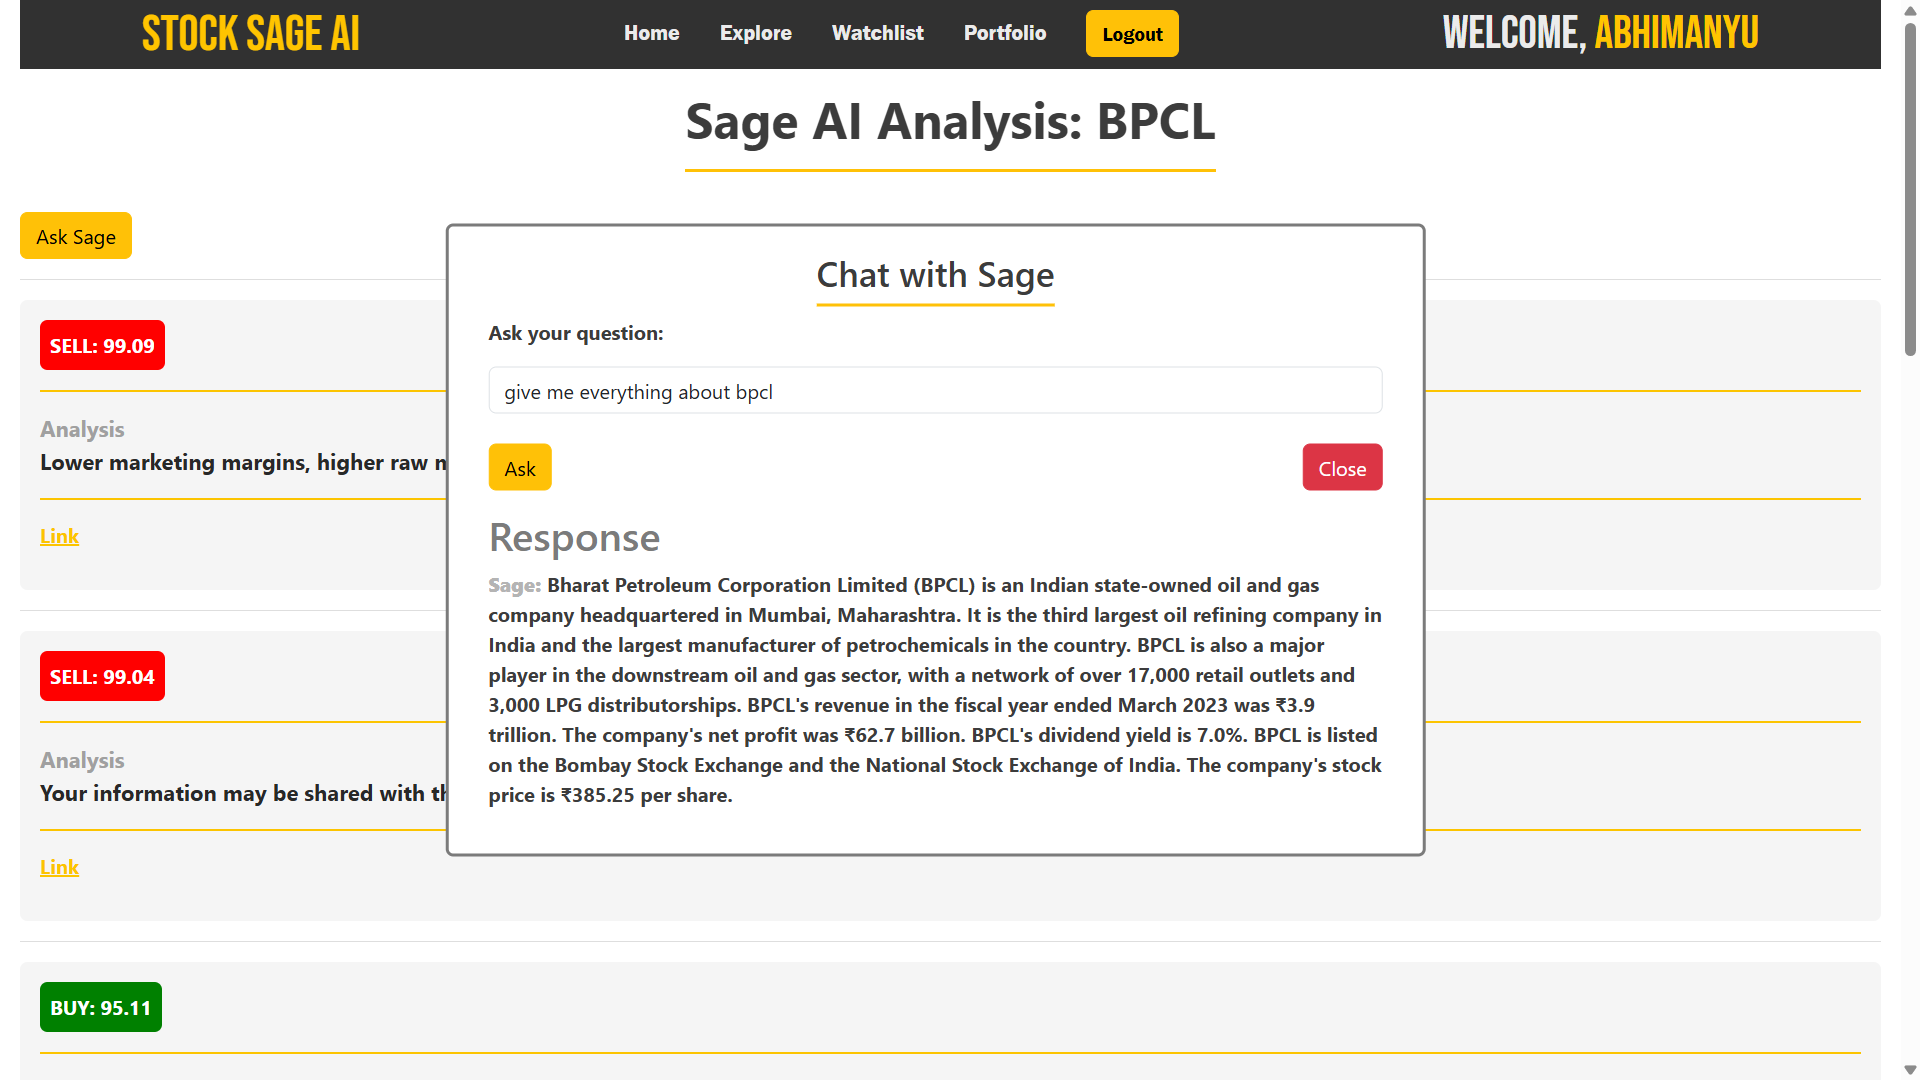 STOCK SAGE AI
Home Explore Watchlist Portfolio Logout
WELCOME, ABHIMANYU
Sage AI Analysis: BPCL
Ask Sage
SELL: 99.09
Analysis
Lower marketing margins, higher raw
Link
SELL: 99.04
Analysis
Your information may be shared with
Link
BUY: 95.11
Chat with Sage
Ask your question:
give me everything about bpcl
Ask
Close
Response
Sage: Bharat Petroleum Corporation Limited (BPCL) is an Indian state-owned oil and gas
company headquartered in Mumbai, Maharashtra. It is the third largest oil refining company in
India and the largest manufacturer of petrochemicals in the country. BPCL is also a major
player in the downstream oil and gas sector, with a network of over 17,000 retail outlets and
3,000 LPG distributorships. BPCL's revenue in the fiscal year ended March 2023 was ₹3.9
trillion. The company's net profit was ₹62.7 billion. BPCL's dividend yield is 7.0%. BPCL is listed
on the Bombay Stock Exchange and the National Stock Exchange of India. The company's stock
price is ₹385.25 per share.